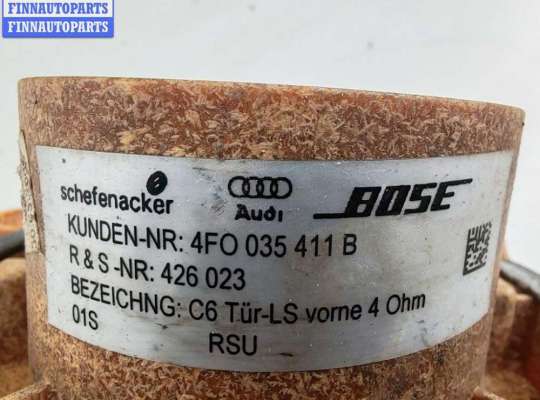 FINNAUTOPARTS
FINNAUTOPARTS
schefenacker Audi BOSE
KUNDEN-NR: 4FO 035 411 B
R & S -NR: 426 023
BEZEICHNG: C6 Tür-LS vorne 4 Ohm
01S RSU